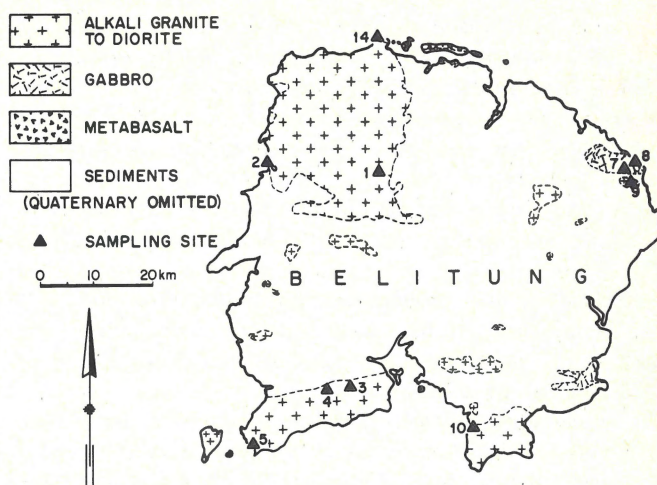 ALKALI GRANITE
TO DIORITE
GABBRO
METABASALT
SEDIMENTS
(QUATERNARY OMITTED)
SAMPLING SITE
0 10 20km
14
2
1
7
8
9
BELITUNG
4 3
5
10